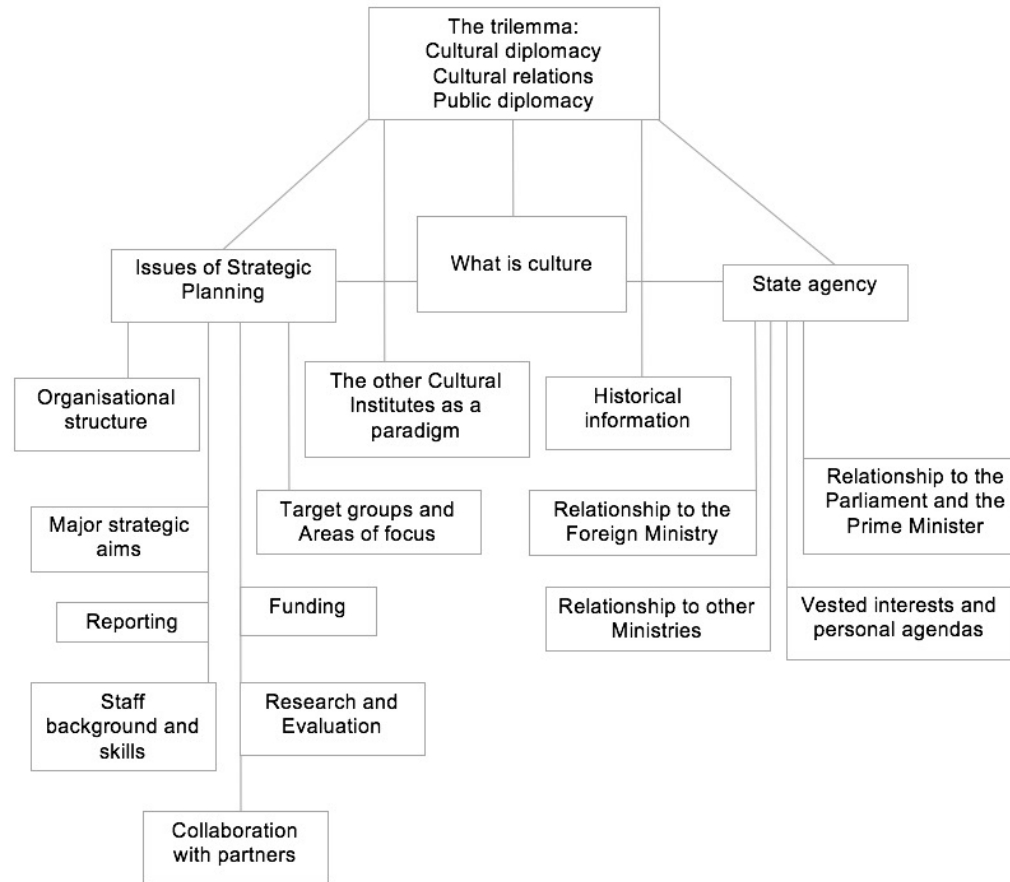 The trilemma:
Cultural diplomacy
Cultural relations
Public diplomacy
What is culture
Issues of Strategic
Planning
State agency
Organisational
structure
The other Cultural
Institutes as a
paradigm
Historical
information
Target groups and
Areas of focus
Relationship to the
Foreign Ministry
Relationship to the
Parliament and the
Prime Minister
Major strategic
aims
Reporting
Funding
Relationship to other
Ministries
Vested interests and
personal agendas
Staff
background and
skills
Research and
Evaluation
Collaboration
with partners